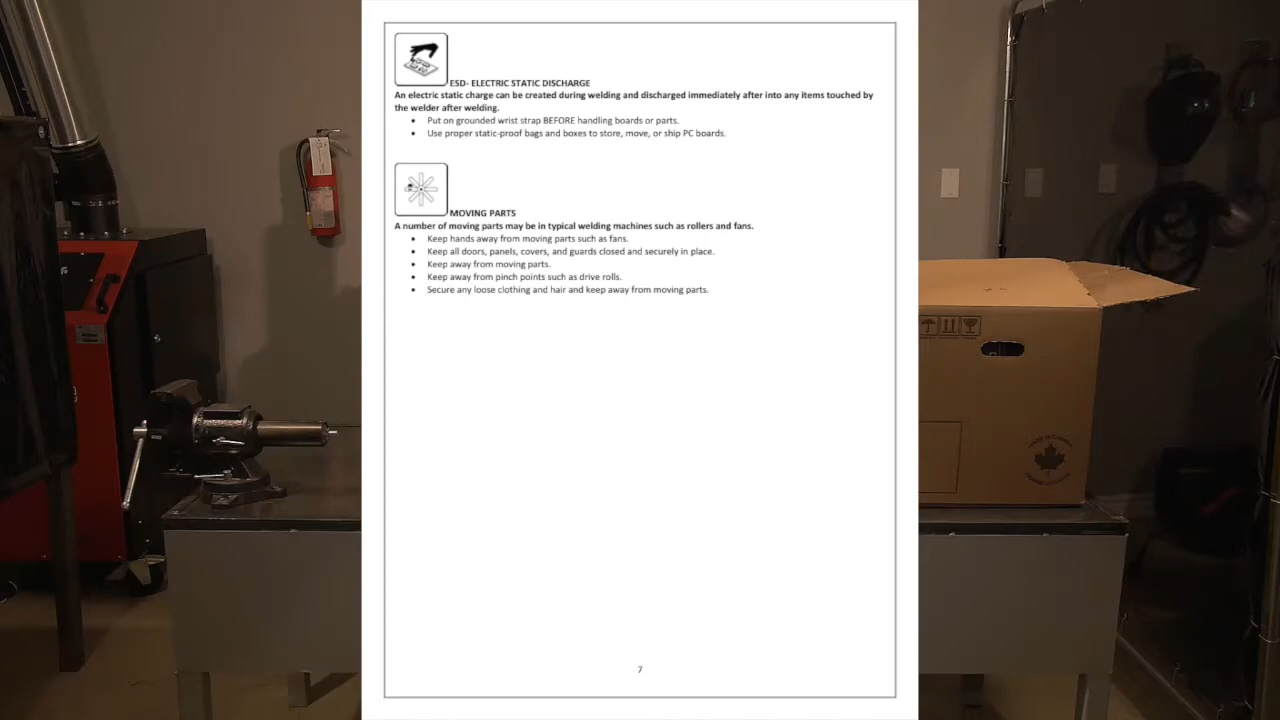 ESD- ELECTRIC STATIC DISCHARGE
An electric static charge can be created during welding and discharged immediately after into any items touched by
the welder after welding.
• Put on grounded wrist strap BEFORE handling boards or parts.
• Use proper static-proof bags and boxes to store, move, or ship PC boards.
MOVING PARTS
A number of moving parts may be in typical welding machines such as rollers and fans.
• Keep hands away from moving parts such as fans.
• Keep all doors, panels, covers, and guards closed and securely in place.
• Keep away from moving parts.
• Keep away from pinch points such as drive rolls.
• Secure any loose clothing and hair and keep away from moving parts.
7